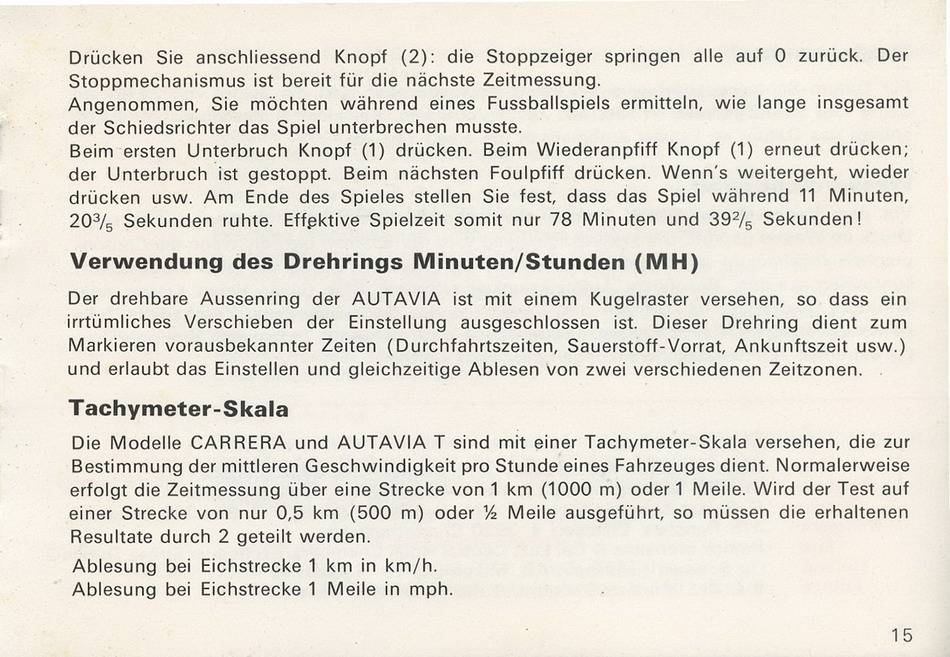 Drücken Sie anschliessend Knopf (2): die Stoppzeiger springen alle auf 0 zurück. Der
Stoppmechanismus ist bereit für die nächste Zeitmessung.
Angenommen, Sie möchten während eines Fussballspiels ermitteln, wie lange insgesamt
der Schiedsrichter das Spiel unterbrechen musste.
Beim ersten Unterbruch Knopf (1) drücken. Beim Wiederanpfiff Knopf (1) erneut drücken;
der Unterbruch ist gestoppt. Beim nächsten Foulpfiff drücken. Wenn's weitergeht, wieder
drücken usw. Am Ende des Spieles stellen Sie fest, dass das Spiel während 11 Minuten,
20³/₅ Sekunden ruhte. Effektive Spielzeit somit nur 78 Minuten und 39²/₅ Sekunden!
Verwendung des Drehrings Minuten/Stunden (MH)
Der drehbare Aussenring der AUTAVIA ist mit einem Kugelraster versehen, so dass ein
irrtümliches Verschieben der Einstellung ausgeschlossen ist. Dieser Drehring dient zum
Markieren vorausbekannter Zeiten (Durchfahrtszeiten, Sauerstoff-Vorrat, Ankunftszeit usw.)
und erlaubt das Einstellen und gleichzeitige Ablesen von zwei verschiedenen Zeitzonen.
Tachymeter-Skala
Die Modelle CARRERA und AUTAVIA T sind mit einer Tachymeter-Skala versehen, die zur
Bestimmung der mittleren Geschwindigkeit pro Stunde eines Fahrzeuges dient. Normalerweise
erfolgt die Zeitmessung über eine Strecke von 1 km (1000 m) oder 1 Meile. Wird der Test auf
einer Strecke von nur 0,5 km (500 m) oder ½ Meile ausgeführt, so müssen die erhaltenen
Resultate durch 2 geteilt werden.
Ablesung bei Eichstrecke 1 km in km/h.
Ablesung bei Eichstrecke 1 Meile in mph.
15